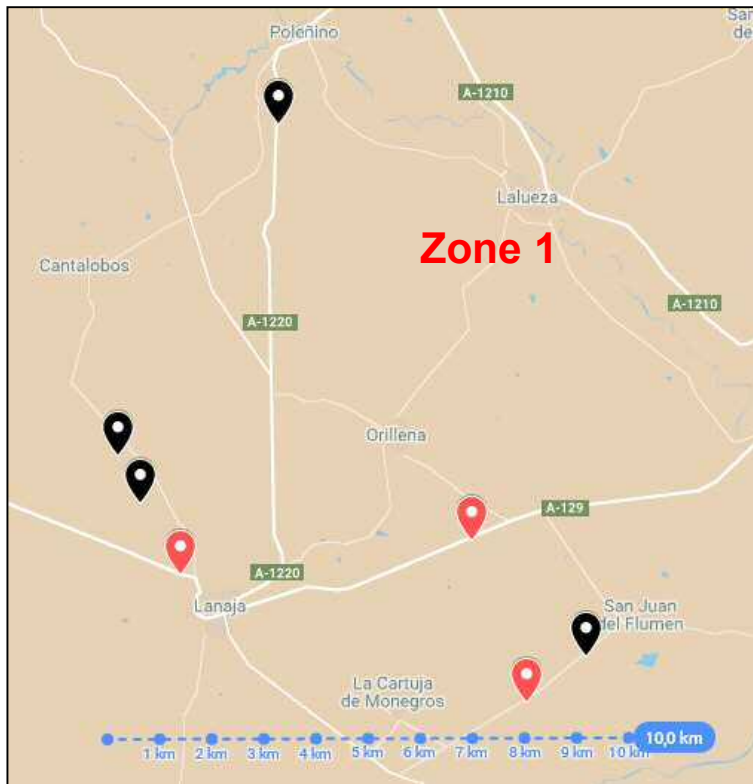 Poleñino
San
de
A-1210
Lalueza
Zone 1
Cantalobos
A-1210
A-1220
Orillena
A-129
A-1220
Lanaja
San Juan
del Flumen
La Cartuja
de Monegros
1 km 2 km 3 km 4 km 5 km 6 km 7 km 8 km 9 km 10 km 10,0 km